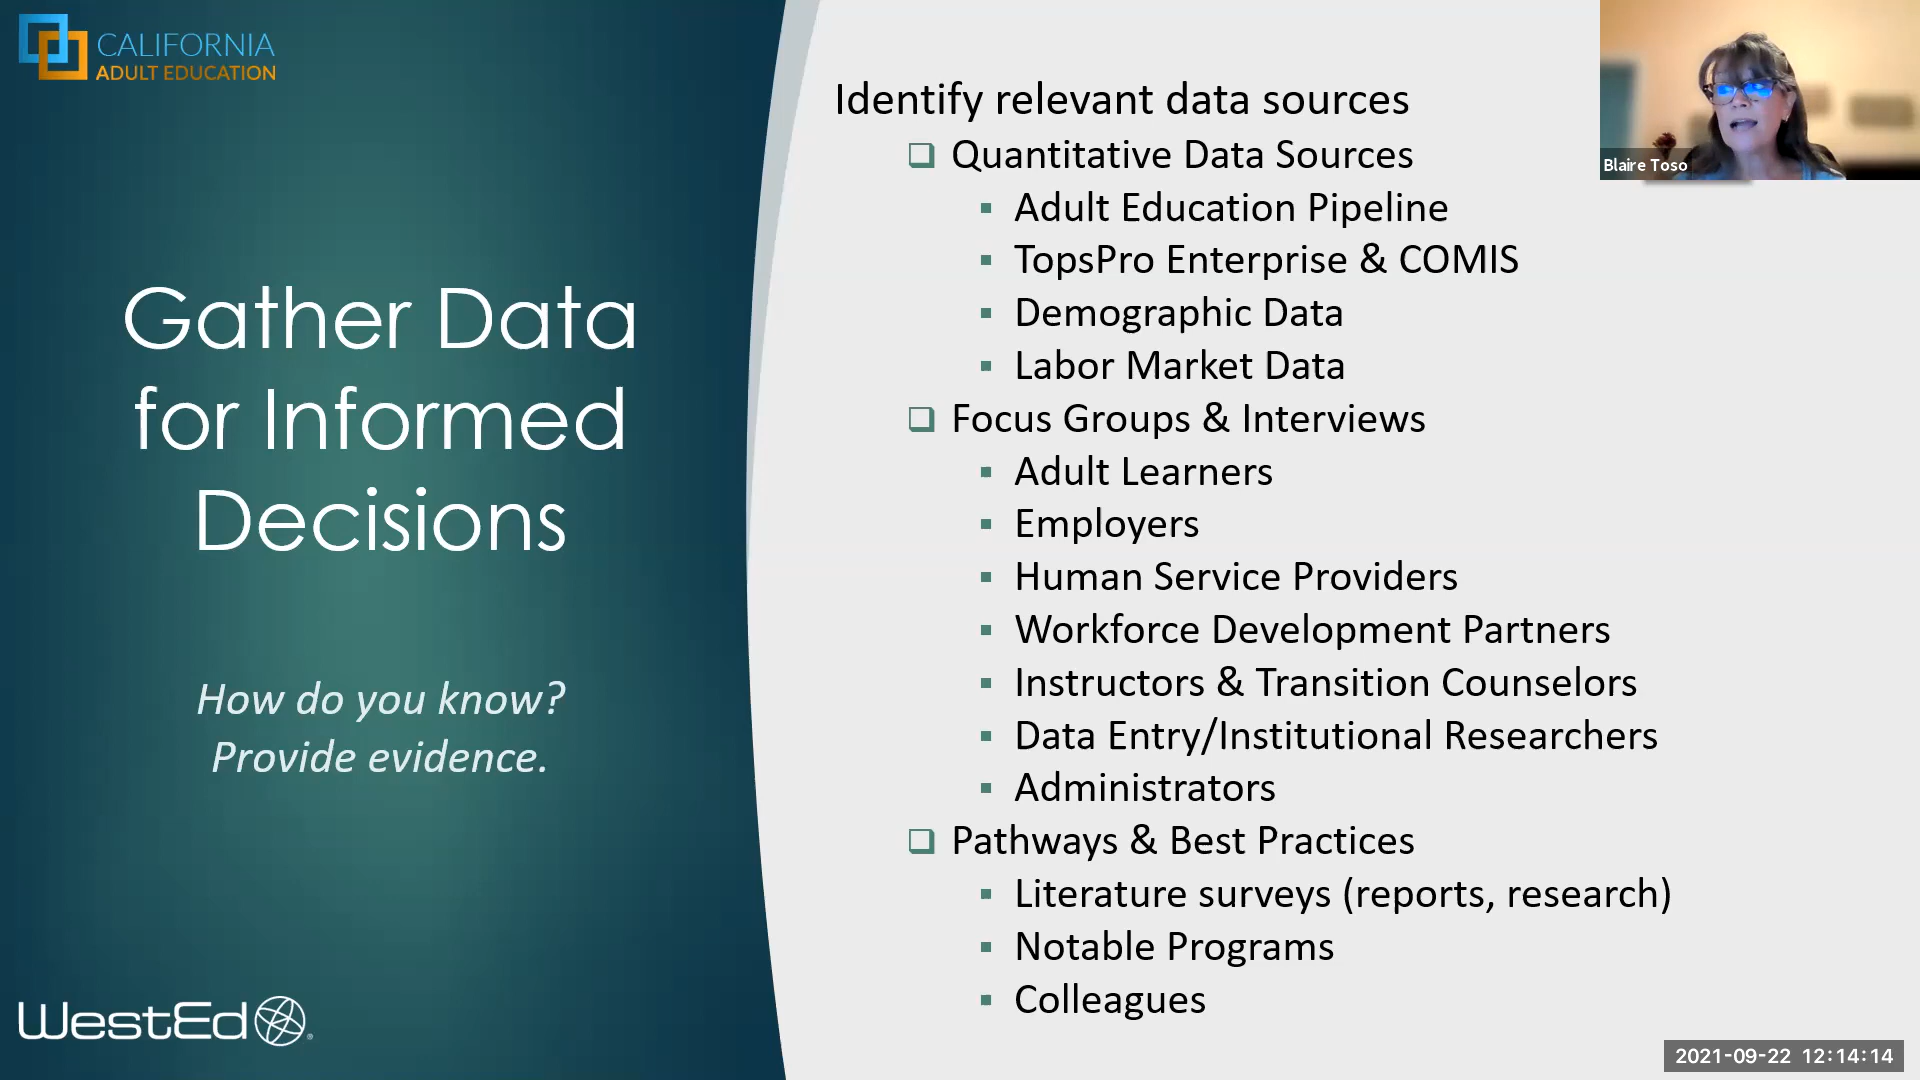 CALIFORNIA
ADULT EDUCATION
Gather Data
for Informed
Decisions
How do you know?
Provide evidence.
WestEd
Identify relevant data sources
Quantitative Data Sources
Adult Education Pipeline
TopsPro Enterprise & COMIS
Demographic Data
Labor Market Data
Focus Groups & Interviews
Adult Learners
Employers
Human Service Providers
Workforce Development Partners
Instructors & Transition Counselors
Data Entry/Institutional Researchers
Administrators
Pathways & Best Practices
Literature surveys (reports, research)
Notable Programs
Colleagues
Blaire Toso
2021-09-22 12:14:14